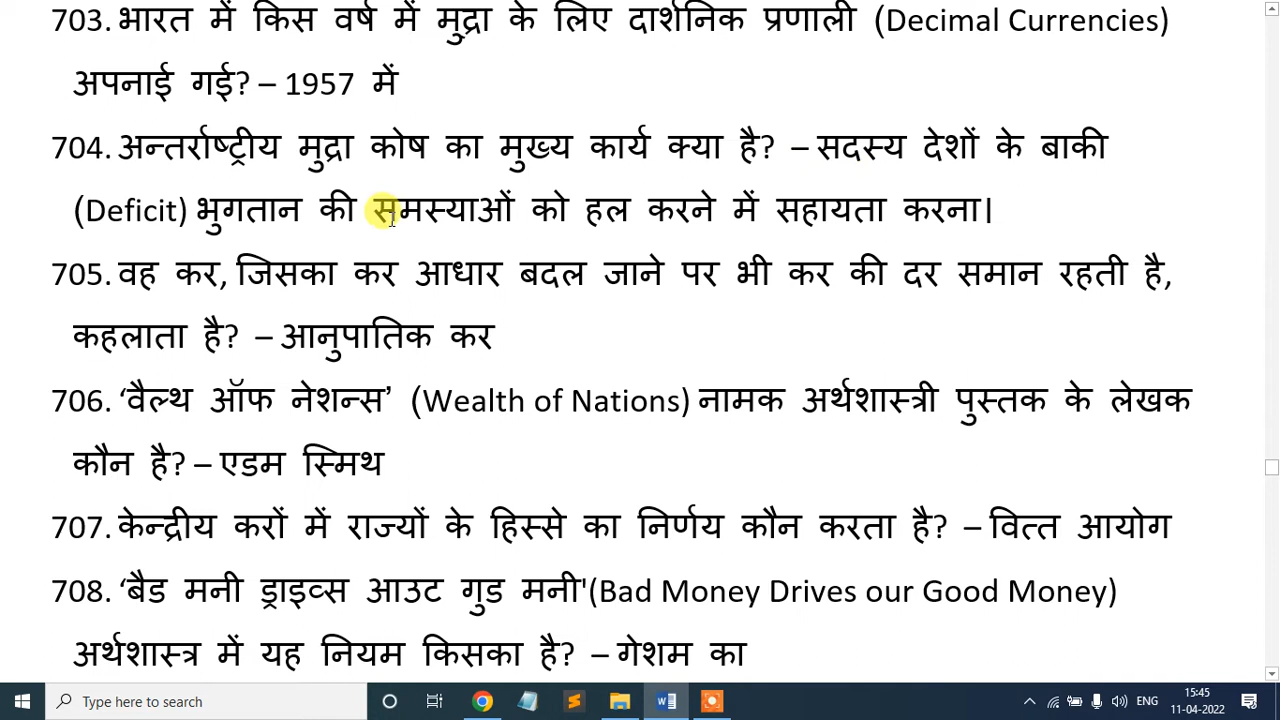 703. भारत में किस वर्ष में मुद्रा के लिए दार्शनिक प्रणाली (Decimal Currencies)
अपनाई गई? – 1957 में
704. अन्तर्राष्ट्रीय मुद्रा कोष का मुख्य कार्य क्या है? – सदस्य देशों के बाकी
(Deficit) भुगतान की समस्याओं को हल करने में सहायता करना।
705. वह कर, जिसका कर आधार बदल जाने पर भी कर की दर समान रहती है,
कहलाता है? – आनुपातिक कर
706. ‘वैल्थ ऑफ नेशन्स’ (Wealth of Nations) नामक अर्थशास्त्री पुस्तक के लेखक
कौन है? – एडम स्मिथ
707. केन्द्रीय करों में राज्यों के हिस्से का निर्णय कौन करता है? – वित्त आयोग
708. ‘बैड मनी ड्राइव्स आउट गुड मनी'(Bad Money Drives our Good Money)
अर्थशास्त्र में यह नियम किसका है? – गेशम का
Type here to search
ENG
15:45
11-04-2022